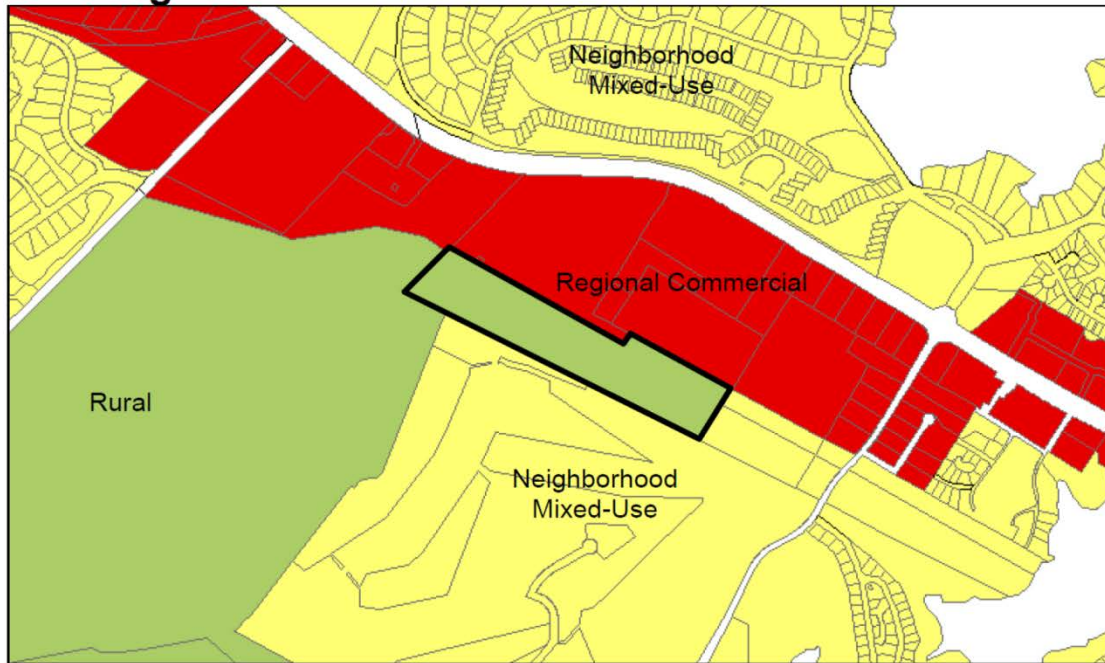 Neighborhood
Mixed-Use
Regional Commercial
Rural
Neighborhood
Mixed-Use